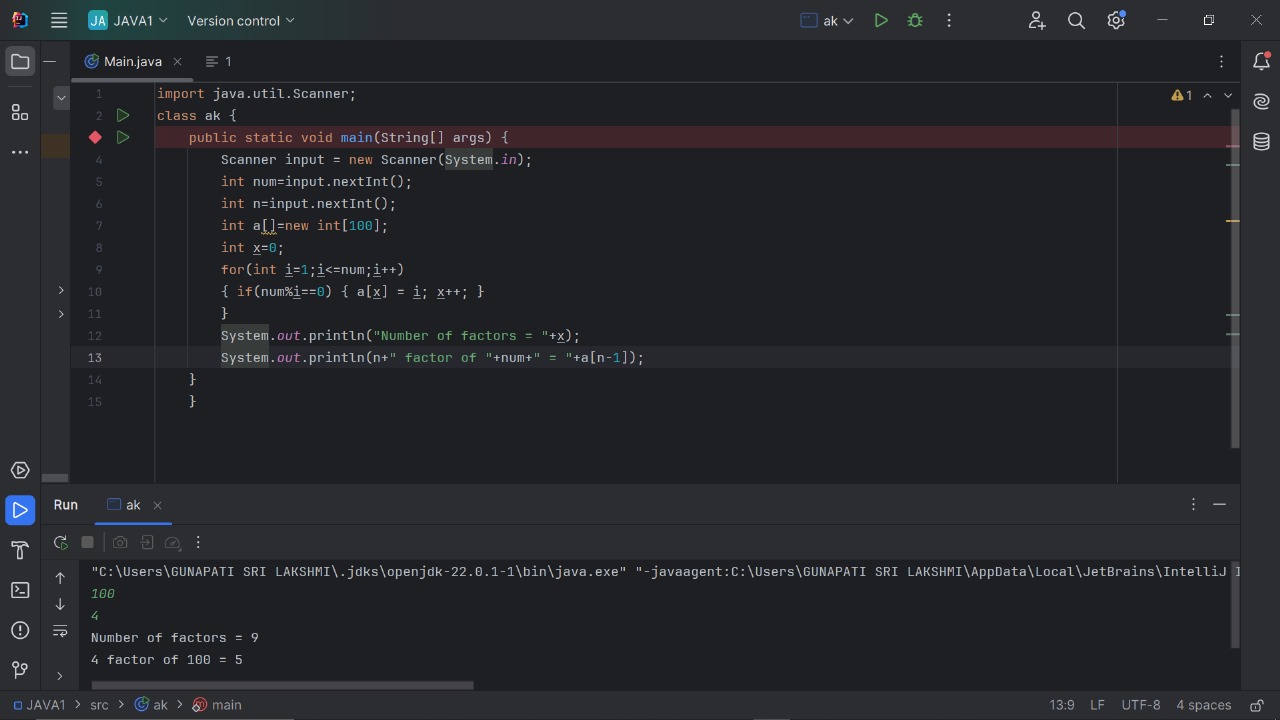 JA JAVA1 Version control ak
Main.java 1
1 import java.util.Scanner; 1
2 class ak {
public static void main(String[] args) {
4 Scanner input = new Scanner(System.in);
5 int num=input.nextInt();
6 int n=input.nextInt();
7 int a[]=new int[100];
8 int x=0;
9 for(int i=1;i<=num;i++)
10 { if(num%i==0) { a[x] = i; x++; }
11 }
12 System.out.println("Number of factors = "+x);
13 System.out.println(n+" factor of "+num+" = "+a[n-1]);
14 }
15 }
Run ak
"C:\Users\GUNAPATI SRI LAKSHMI\.jdks\openjdk-22.0.1-1\bin\java.exe" "-javaagent:C:\Users\GUNAPATI SRI LAKSHMI\AppData\Local\JetBrains\IntelliJ I
100
4
Number of factors = 9
4 factor of 100 = 5
JAVA1 > src > ak > main 13:9 LF UTF-8 4 spaces